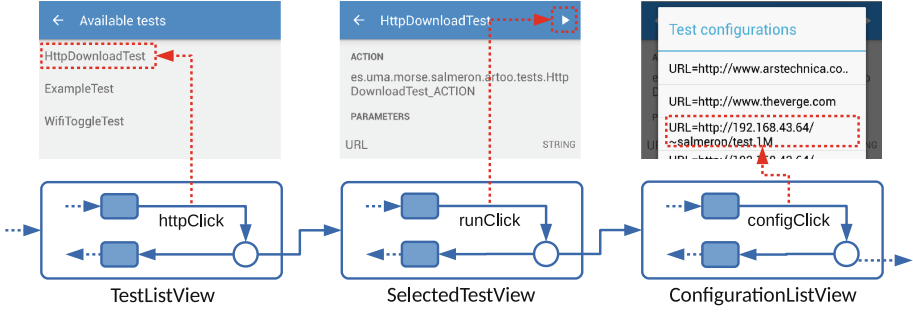 ← Available tests
HttpDownloadTest
ExampleTest
WifiToggleTest
← HttpDownloadTest
ACTION
es.uma.morse.salmeron.artoo.tests.Http
DownloadTest_ACTION
PARAMETERS
URL STRING
Test configurations
URL=http://www.arstechnica.co..
URL=http://www.theverge.com
URL=http://192.168.43.64/
~salmeron/test.1M
httpClick
runClick
configClick
TestListView
SelectedTestView
ConfigurationListView